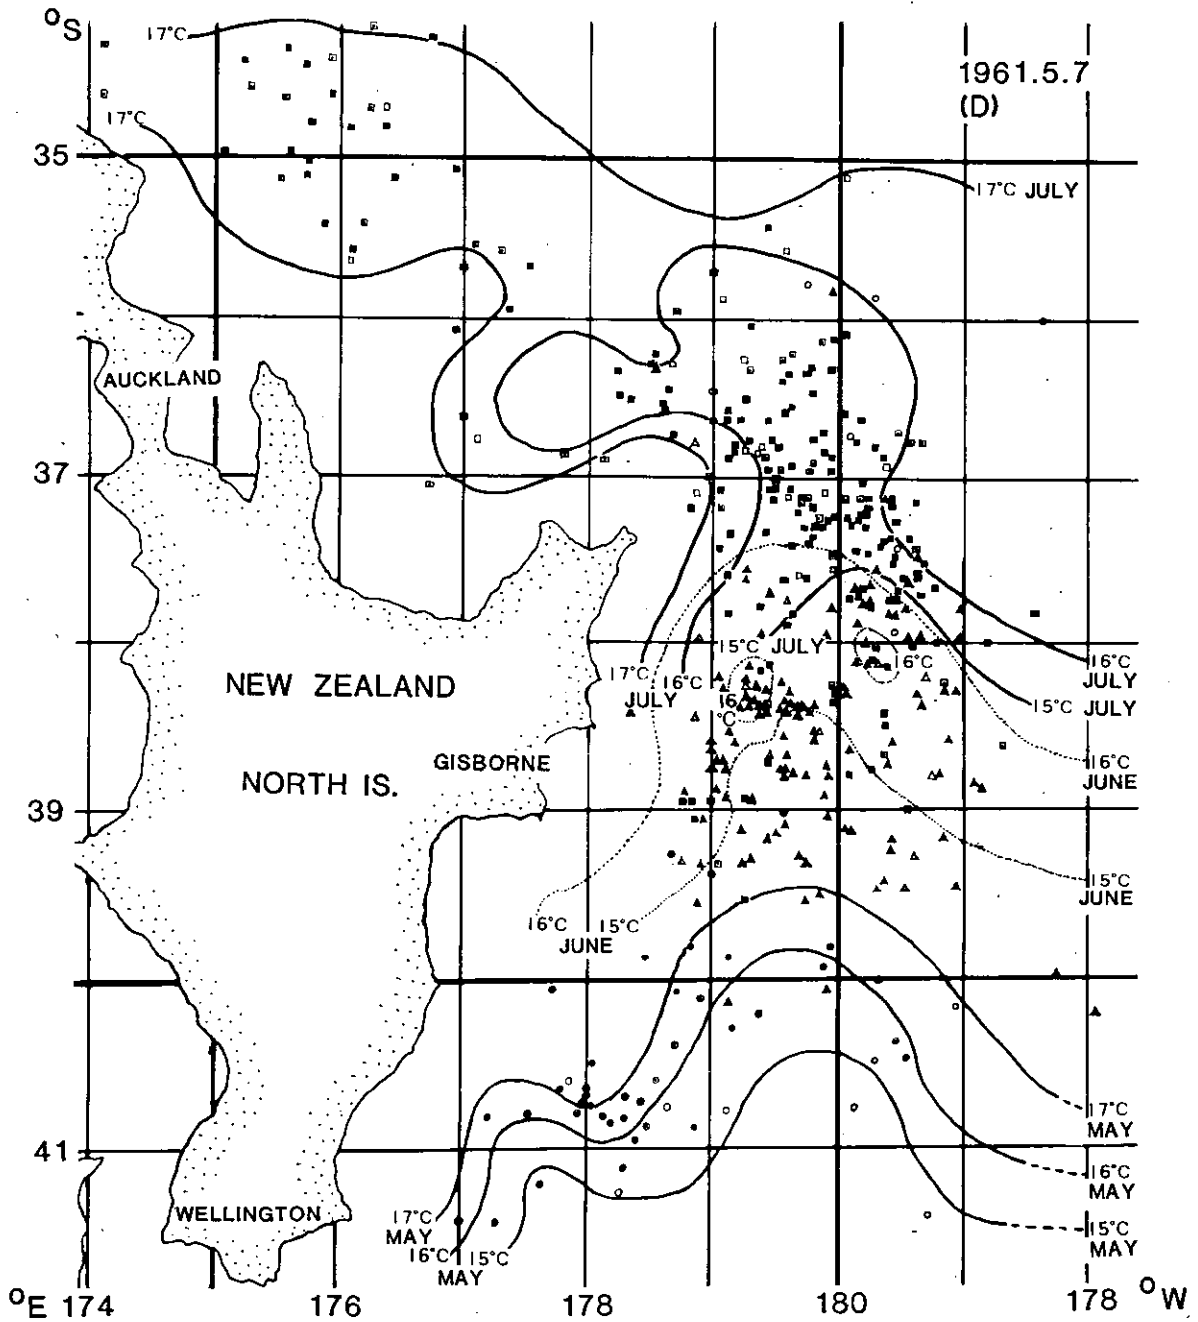 °S
17°C
1961.5.7
(D)
17°C
35
17°C JULY
AUCKLAND
37
15°C JULY
16°C
16°C
JULY
17°C
JULY
16°C
16
°C
15°C JULY
NEW ZEALAND
GISBORNE
NORTH IS.
16°C
JUNE
39
15°C
JUNE
16°C 15°C
JUNE
17°C
MAY
41
16°C
MAY
WELLINGTON
17°C
MAY
16°C 15°C
MAY
15°C
MAY
°E 174 176 178 180 178 °W